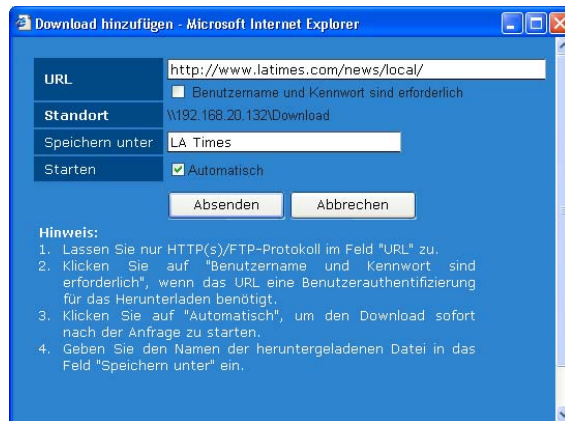 Download hinzufügen - Microsoft Internet Explorer
URL
http://www.latimes.com/news/local/
Benutzername und Kennwort sind erforderlich
Standort
\\192.168.20.132\Download
Speichern unter
LA Times
Starten
Automatisch
Absenden
Abbrechen
Hinweis:
1. Lassen Sie nur HTTP(s)/FTP-Protokoll im Feld "URL" zu.
2. Klicken Sie auf "Benutzername und Kennwort sind
erforderlich", wenn das URL eine Benutzerauthentifizierung
für das Herunterladen benötigt.
3. Klicken Sie auf "Automatisch", um den Download sofort
nach der Anfrage zu starten.
4. Geben Sie den Namen der heruntergeladenen Datei in das
Feld "Speichern unter" ein.